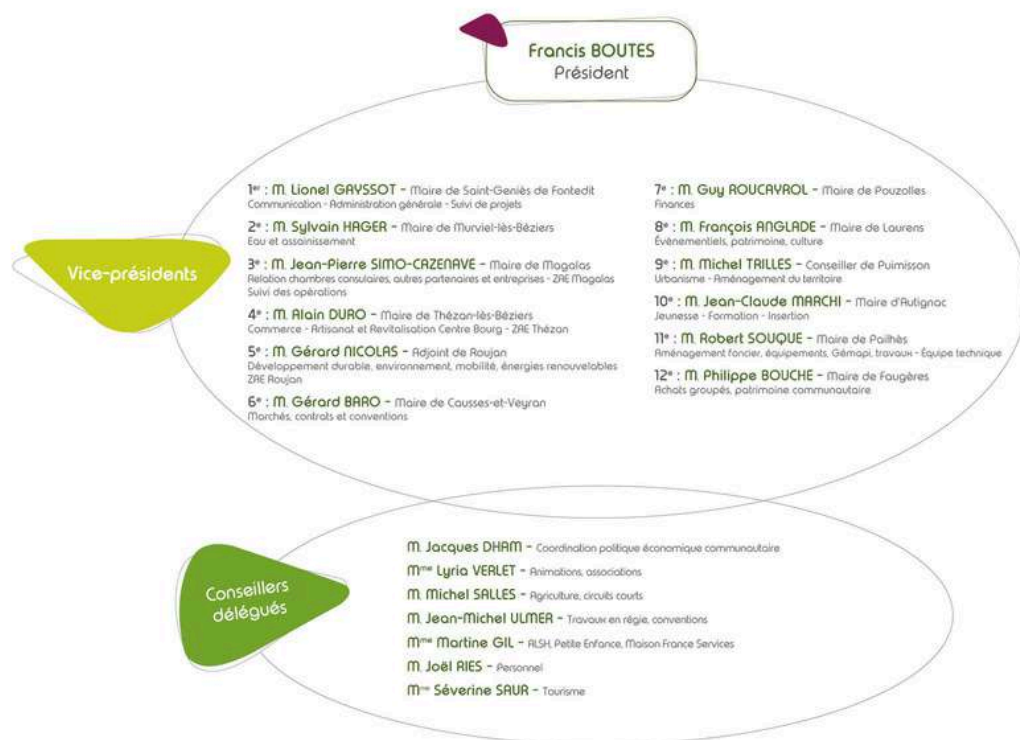 Francis BOUTES
Président
Vice-présidents
1er : M. Lionel GAYSSOT - Maire de Saint-Geniès de Fontedit
Communication - Administration générale - Suivi de projets
2e : M. Sylvain HAGER - Maire de Murviel-lès-Béziers
Eau et assainissement
3e : M. Jean-Pierre SIMO-CAZENAVE - Maire de Magalas
Relation chambres consulaires, autres partenaires et entreprises - ZAE Magalas
Suivi des opérations
4e : M. Alain DURO - Maire de Thézan-lès-Béziers
Commerce - Artisanat et Revitalisation Centre Bourg - ZAE Thézan
5e : M. Gérard NICOLAS - Adjoint de Roujan
Développement durable, environnement, mobilité, énergies renouvelables
ZAE Roujan
6e : M. Gérard BARO - Maire de Causses-et-Veyran
Marchés, contrats et conventions
7e : M. Guy ROUCAYROL - Maire de Pouzolles
Finances
8e : M. François ANGLADE - Maire de Laurens
Évènementiels, patrimoine, culture
9e : M. Michel TRILLES - Conseiller de Puimisson
Urbanisme - Aménagement du territoire
10e : M. Jean-Claude MARCHI - Maire d'Autignac
Jeunesse - Formation - Insertion
11e : M. Robert SOUQUE - Maire de Pailhès
Aménagement foncier, équipements, Gémapi, travaux - Équipe technique
12e : M. Philippe BOUCHE - Maire de Faugères
Achats groupés, patrimoine communautaire
Conseillers
délégués
M. Jacques DHAM - Coordination politique économique communautaire
Mme Lyria VERLET - Animations, associations
M. Michel SALLES - Agriculture, circuits courts
M. Jean-Michel ULMER - Travaux en régie, conventions
Mme Martine GIL - ALSH, Petite Enfance, Maison France Services
M. Joël RIES - Personnel
Mme Séverine SAUR - Tourisme